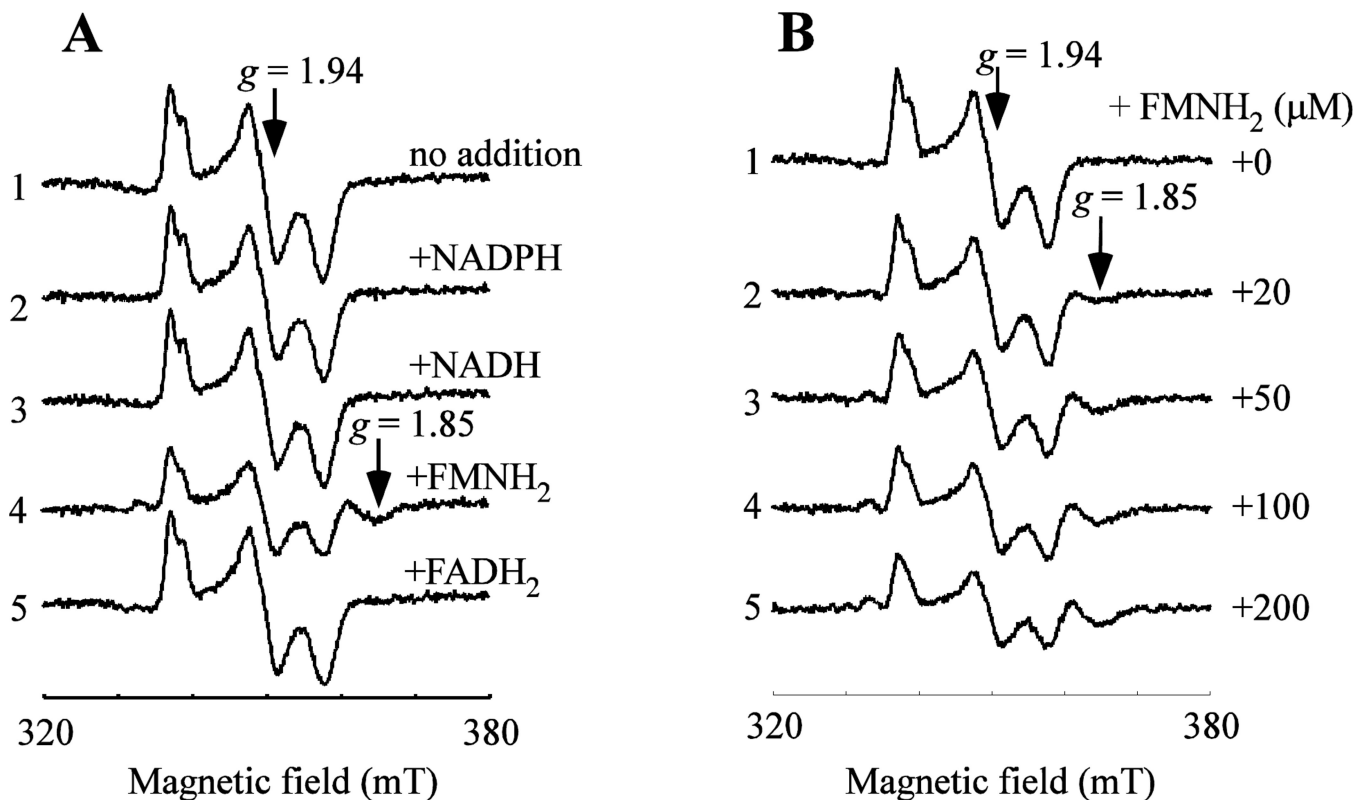 A
g = 1.94
no addition
1
+NADPH
2
+NADH
3
g = 1.85
+FMNH₂
4
+FADH₂
5
320
380
Magnetic field (mT)
B
g = 1.94
+ FMNH₂ (μM)
1
+0
g = 1.85
2
+20
3
+50
4
+100
5
+200
320
380
Magnetic field (mT)